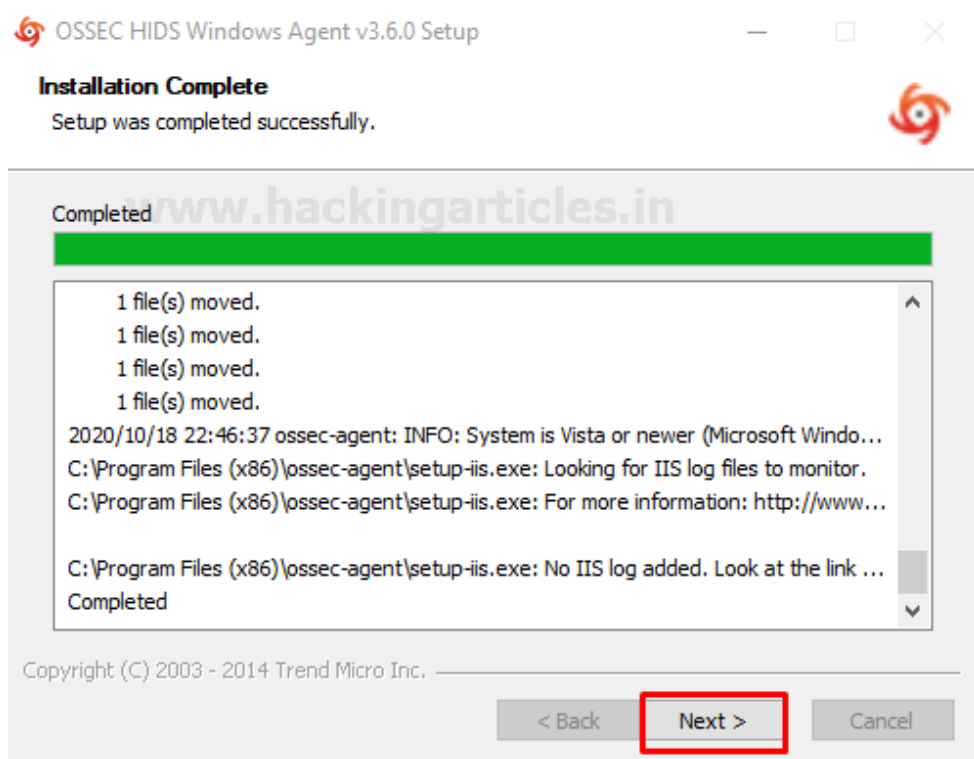 OSSEC HIDS Windows Agent v3.6.0 Setup
Installation Complete
Setup was completed successfully.
www.hackingarticles.in
Completed
1 file(s) moved.
1 file(s) moved.
1 file(s) moved.
1 file(s) moved.
2020/10/18 22:46:37 ossec-agent: INFO: System is Vista or newer (Microsoft Windo...
C:\Program Files (x86)\ossec-agent\setup-iis.exe: Looking for IIS log files to monitor.
C:\Program Files (x86)\ossec-agent\setup-iis.exe: For more information: http://www...
C:\Program Files (x86)\ossec-agent\setup-iis.exe: No IIS log added. Look at the link ...
Completed
Copyright (C) 2003 - 2014 Trend Micro Inc.
< Back Next > Cancel